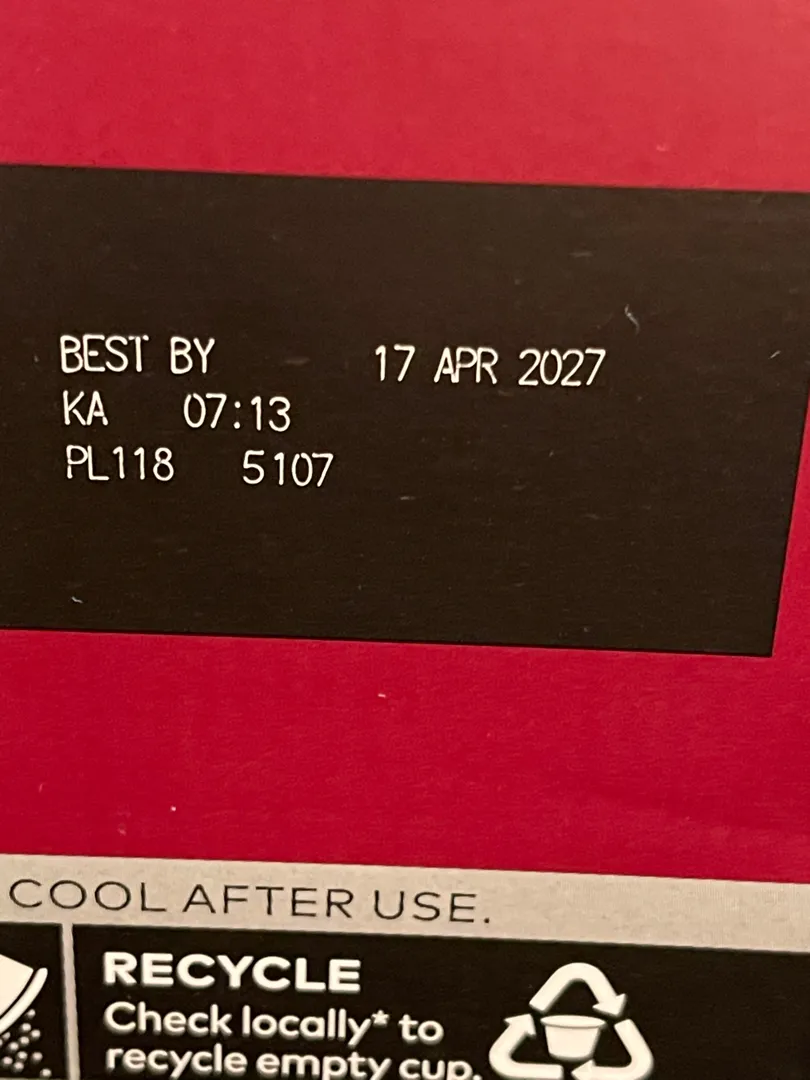 BEST BY 17 APR 2027
KA 07:13
PL118 5107
COOL AFTER USE.
RECYCLE
Check locally* to
recycle empty cup.